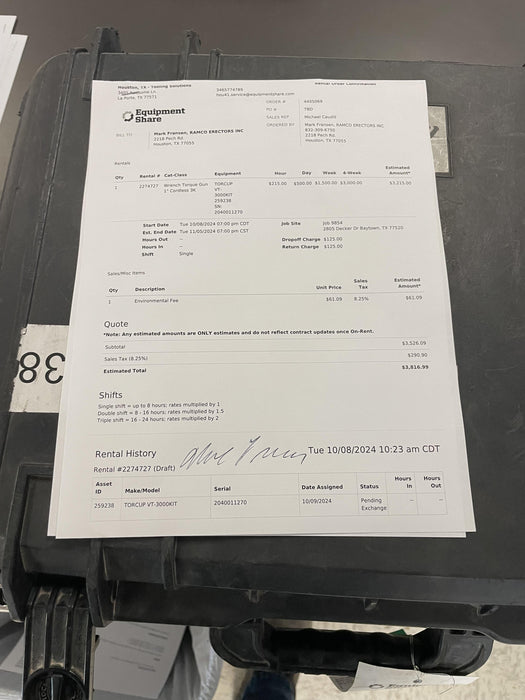 Houston, TX - Tooling Solutions
La Porte, TX 77571
3465774789
hou41.service@equipmentshare.com
Rental Order Confirmation
Equipment
Share
ORDER #
PO # TBD
SALES REP Michael
ORDERED BY Mark Fransen, RAMCO ERECTORS INC
832-309-6750
2218 Pech Rd.
Houston, TX 77055
BILL TO Mark Fransen, RAMCO ERECTORS INC
2218 Pech Rd.
Houston, TX 77055
Rentals
Qty Rental # Cat-Class Equipment Hour Day Week 4-Week Estimated Amount*
1 2274727 Wrench Torque Gun 1" Cordless 3K TORCUP VT-3000KIT 259238 SN: 2040011270 $215.00 $500.00 $1,500.00 $3,000.00 $3,215.00
Start Date Tue 10/08/2024 07:00 pm CDT
Est. End Date Tue 11/05/2024 07:00 pm CST
Hours Out --
Hours In --
Shift Single
Job Site Job 9854
2805 Decker Dr Baytown, TX 77520
Dropoff Charge $125.00
Return Charge $125.00
Sales/Misc Items
Qty Description Unit Price Sales Tax Estimated Amount*
1 Environmental Fee $61.09 8.25% $61.09
Quote
*Note: Any estimated amounts are ONLY estimates and do not reflect contract updates once On-Rent.
Subtotal $3,526.09
Sales Tax (8.25%) $290.90
Estimated Total $3,816.99
Shifts
Single shift = up to 8 hours: rates multiplied by 1
Double shift = 8 - 16 hours: rates multiplied by 1.5
Triple shift = 16 - 24 hours: rates multiplied by 2
Rental History
Tue 10/08/2024 10:23 am CDT
Rental #2274727 (Draft)
Asset ID Make/Model Serial Date Assigned Status Hours In Hours Out
259238 TORCUP VT-3000KIT 2040011270 10/09/2024 Pending Exchange -- --
38